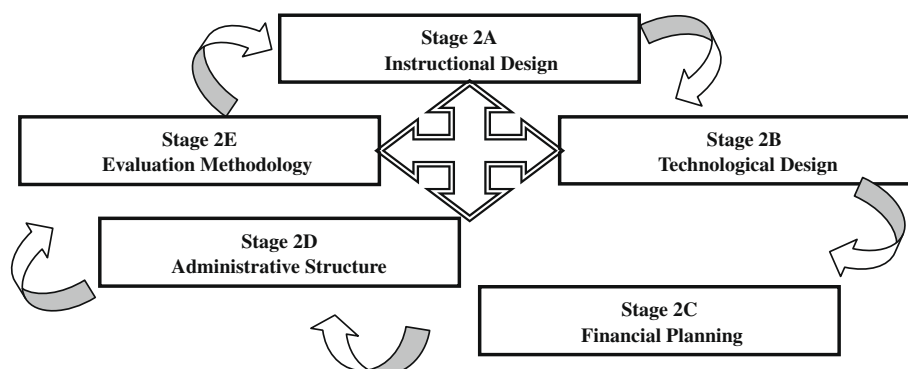 Stage 2A
Instructional Design
Stage 2E
Evaluation Methodology
Stage 2B
Technological Design
Stage 2D
Administrative Structure
Stage 2C
Financial Planning